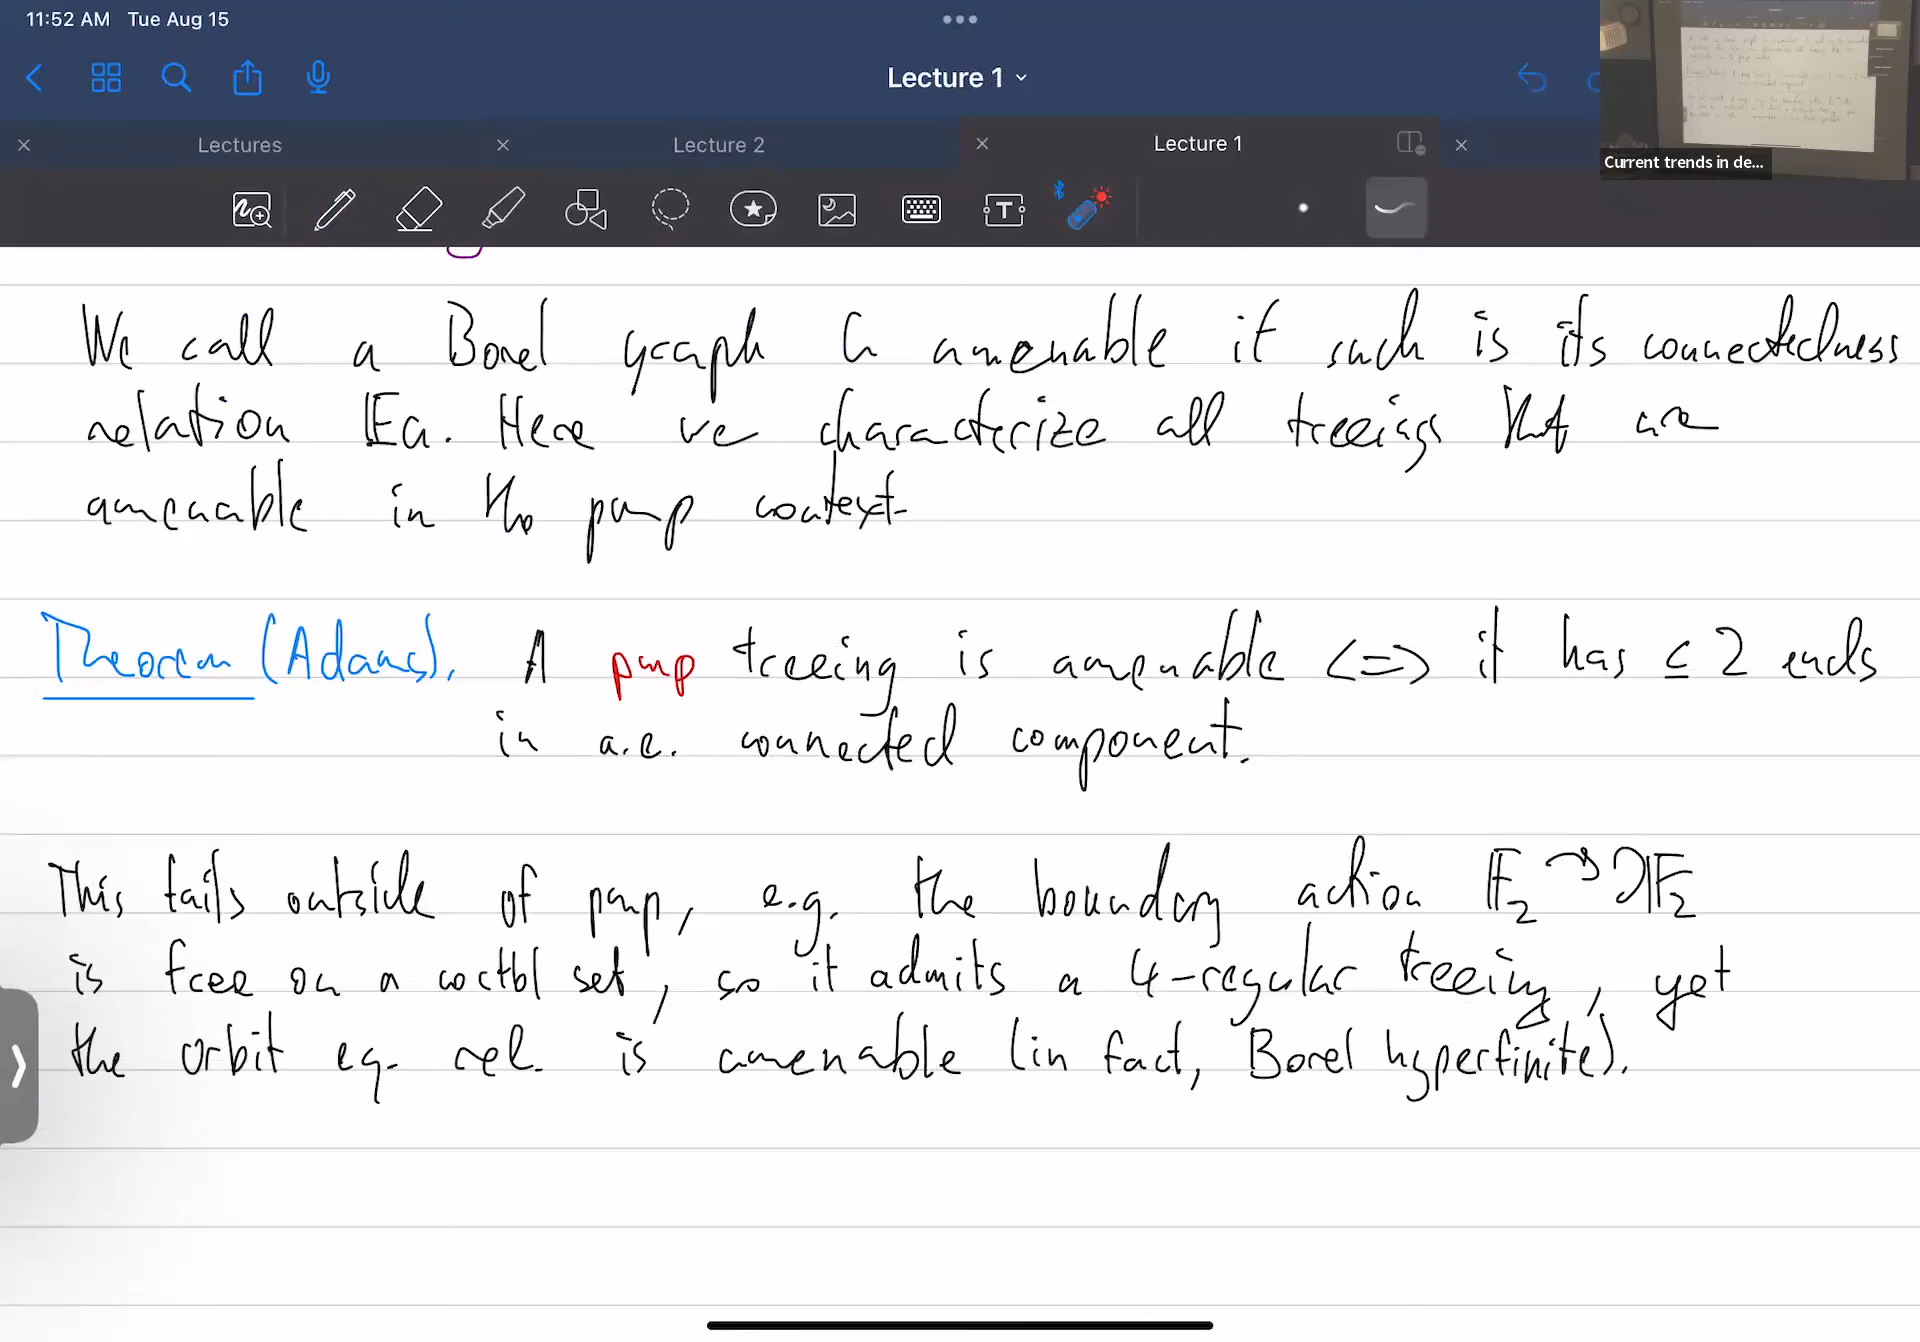 11:52 AM Tue Aug 15
Lecture 1
Lectures
Lecture 2
Lecture 1
Current trends in de...
We call a Borel graph G amenable if such is its connectedness
relation 𝔼G. Here we characterize all treeings that are
amenable in the pmp context.
Theorem (Adams). A pmp treeing is amenable <=> it has ≤ 2 ends
in a.e. connected component.
This fails outside of pmp, e.g. the boundary action 𝔽₂ ↷ ∂𝔽₂
is free on a coctbl set, so it admits a 4-regular treeing, yet
the orbit eq. rel. is amenable (in fact, Borel hyperfinite).